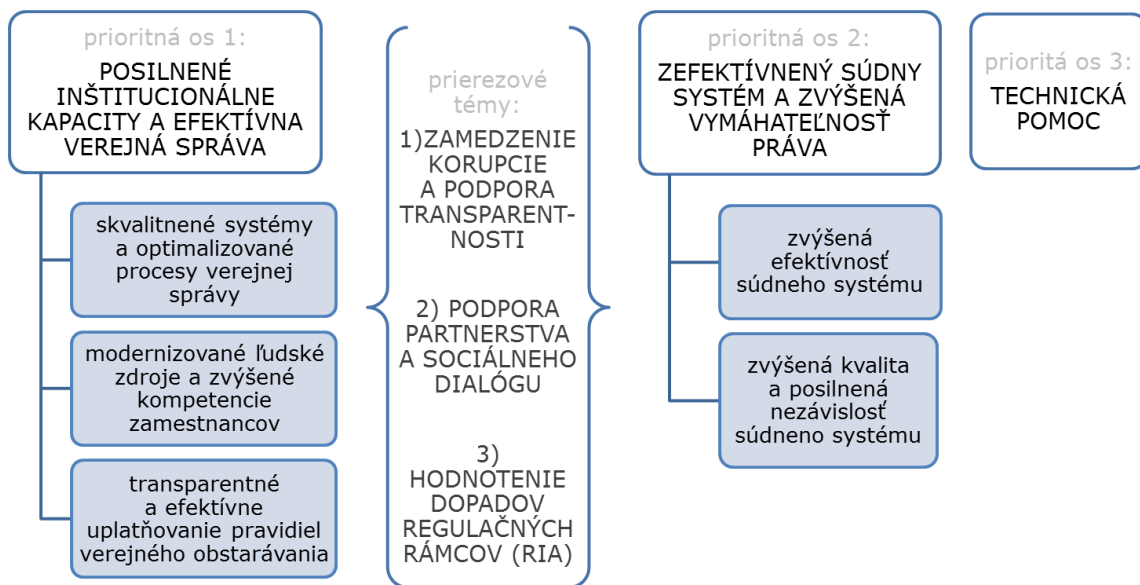 prioritná os 1:
POSILNENÉ
INŠTITUCIONÁLNE
KAPACITY A EFEKTÍVNA
VEREJNÁ SPRÁVA
skvalitnené systémy
a optimalizované
procesy verejnej
správy
modernizované ľudské
zdroje a zvýšené
kompetencie
zamestnancov
transparentné
a efektívne
uplatňovanie pravidiel
verejného obstarávania
prierezové
témy:
1)ZAMEDZENIE
KORUPCIE
A PODPORA
TRANSPARENT-
NOSTI
2) PODPORA
PARTNERSTVA
A SOCIÁLNEHO
DIALÓGU
3)
HODNOTENIE
DOPADOV
REGULAČNÝCH
RÁMCOV (RIA)
prioritná os 2:
ZEFEKTÍVNENÝ SÚDNY
SYSTÉM A ZVÝŠENÁ
VYMÁHATEĽNOSŤ
PRÁVA
zvýšená
efektívnosť
súdneho systému
zvýšená kvalita
a posilnená
nezávislosť
súdneno systému
prioritá os 3:
TECHNICKÁ
POMOC